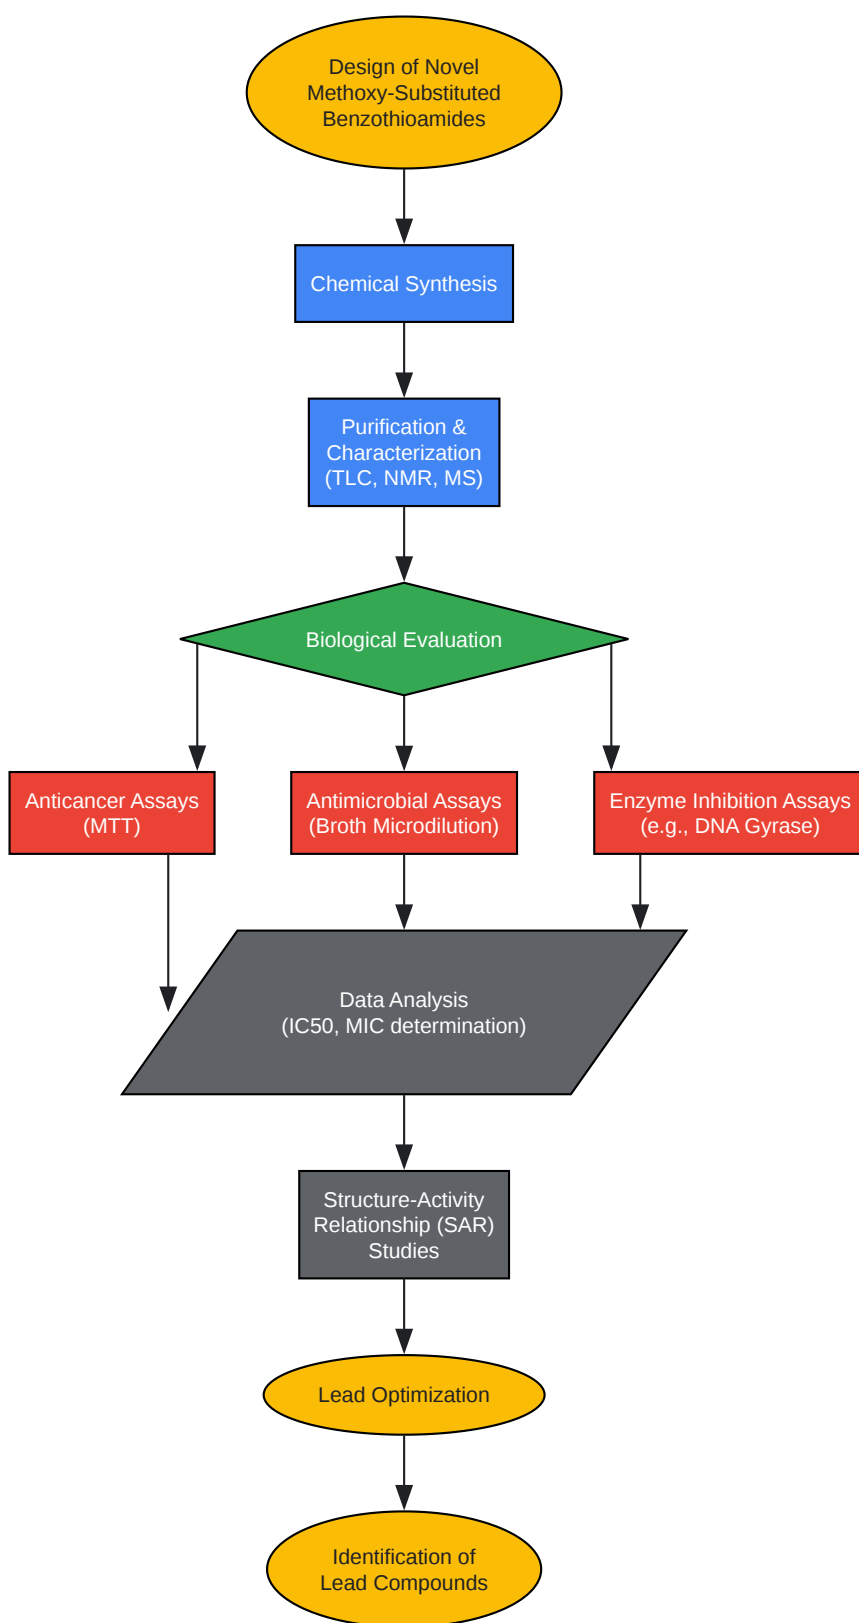 Design of Novel
Methoxy-Substituted
Benzothioamides
Chemical Synthesis
Purification &
Characterization
(TLC, NMR, MS)
Biological Evaluation
Anticancer Assays
(MTT)
Antimicrobial Assays
(Broth Microdilution)
Enzyme Inhibition Assays
(e.g., DNA Gyrase)
Data Analysis
(IC50, MIC determination)
Structure-Activity
Relationship (SAR)
Studies
Lead Optimization
Identification of
Lead Compounds